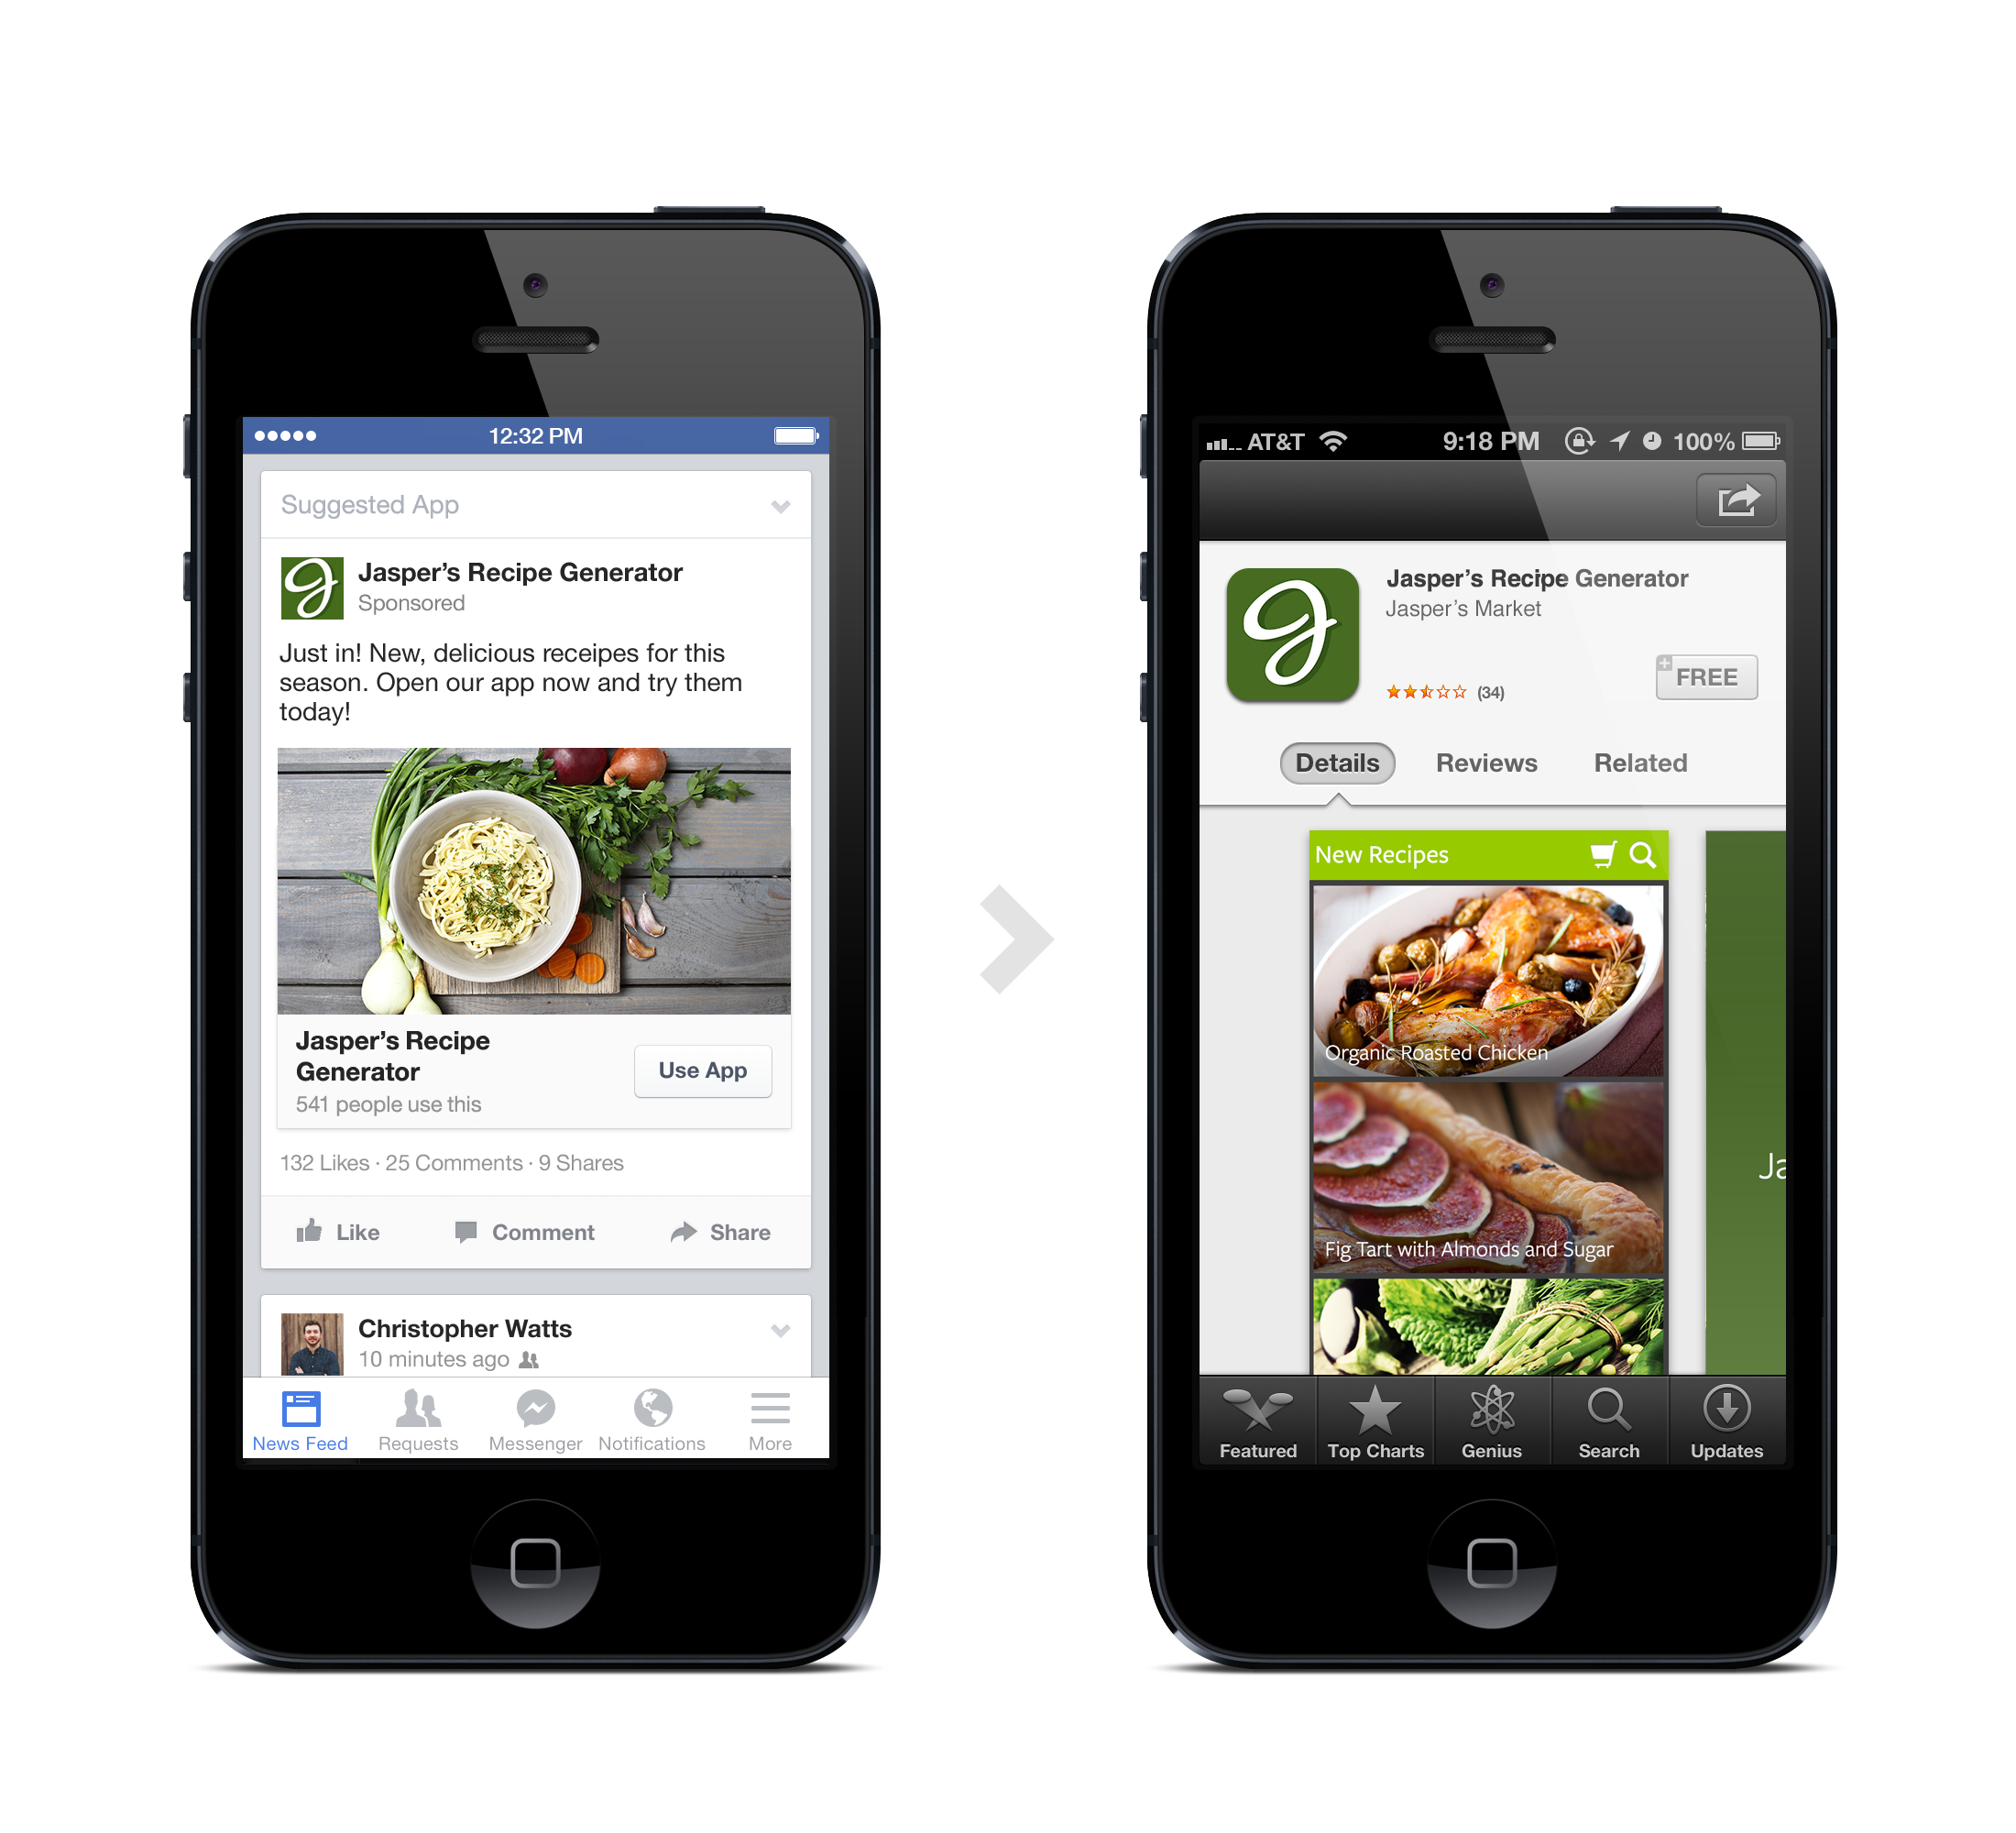 12:32 PM
Suggested App
Jasper's Recipe Generator
Sponsored
Just in! New, delicious receipes for this
season. Open our app now and try them
today!
Jasper's Recipe
Generator
541 people use this
Use App
132 Likes · 25 Comments · 9 Shares
Like Comment Share
Christopher Watts
10 minutes ago
News Feed Requests Messenger Notifications More
AT&T 9:18 PM 100%
Jasper's Recipe Generator
Jasper's Market
(34)
FREE
Details Reviews Related
New Recipes
Organic Roasted Chicken
Fig Tart with Almonds and Sugar
Ja
Featured Top Charts Genius Search Updates